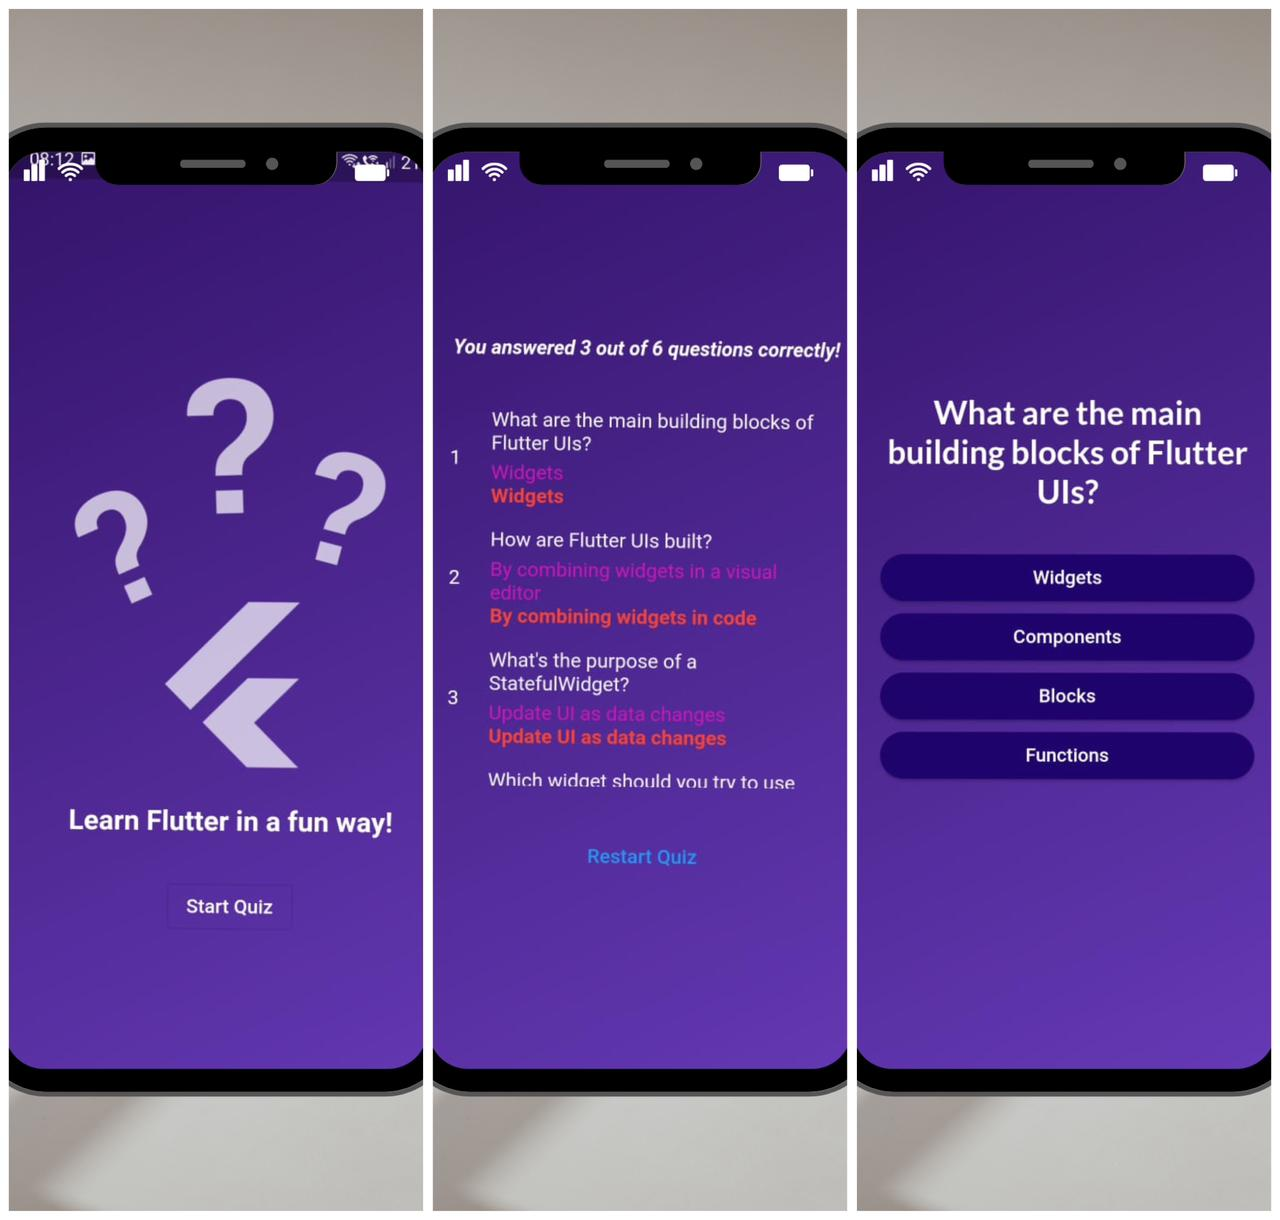 08:12
21
?
?
?
Learn Flutter in a fun way!
Start Quiz
You answered 3 out of 6 questions correctly!
1
What are the main building blocks of
Flutter UIs?
Widgets
Widgets
2
How are Flutter UIs built?
By combining widgets in a visual
editor
By combining widgets in code
3
What's the purpose of a
StatefulWidget?
Update UI as data changes
Update UI as data changes
Which widget should you try to use
Restart Quiz
What are the main
building blocks of Flutter
UIs?
Widgets
Components
Blocks
Functions